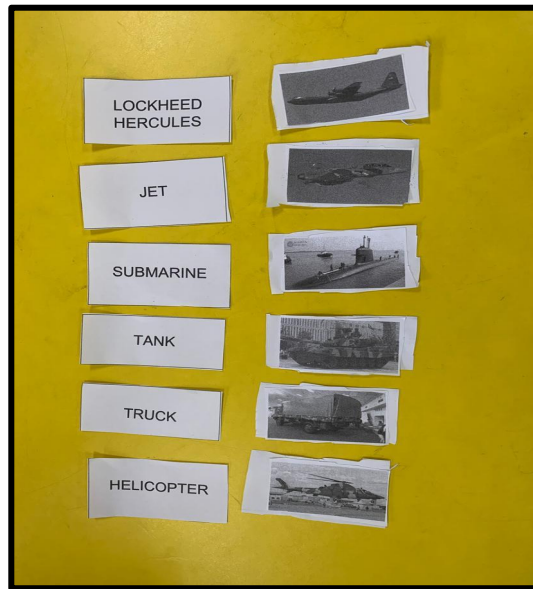 LOCKHEED
HERCULES
JET
SUBMARINE
TANK
TRUCK
HELICOPTER